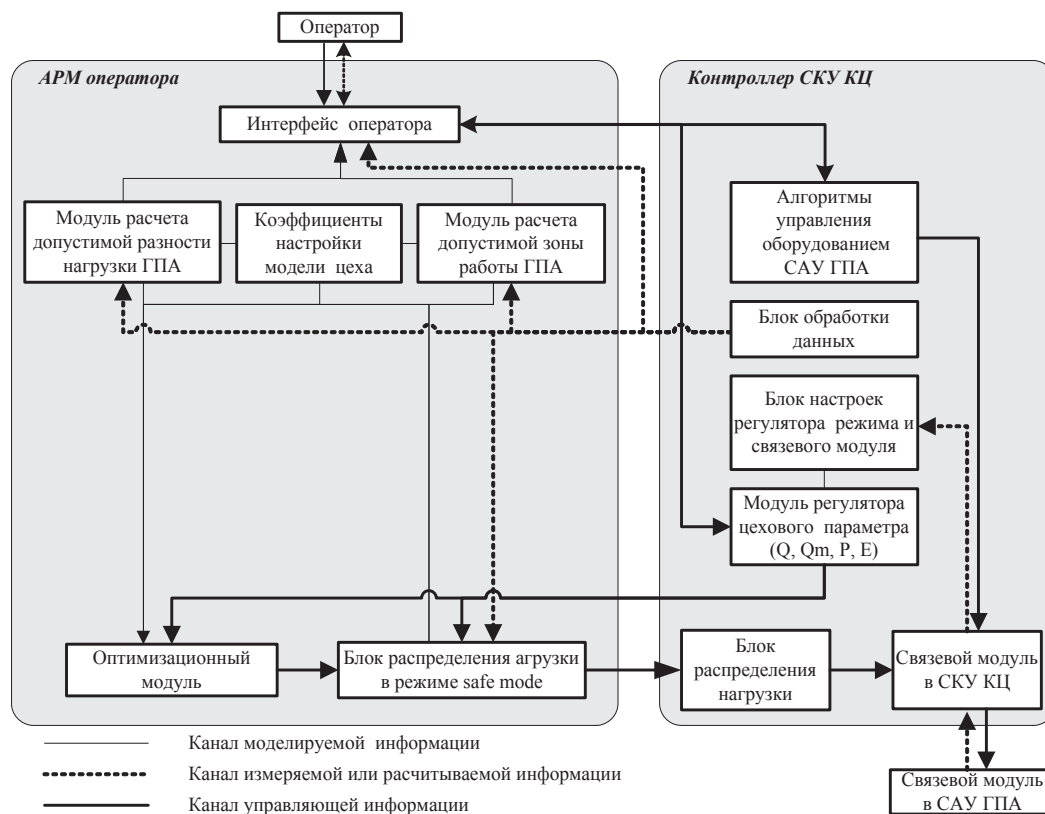 Оператор
АРМ оператора
Интерфейс оператора
Модуль расчета
допустимой разности
нагрузки ГПА
Коэффициенты
настройки
модели цеха
Модуль расчета
допустимой зоны
работы ГПА
Оптимизационный
модуль
Блок распределения агрузки
в режиме safe mode
Контроллер СКУ КЦ
Алгоритмы
управления
оборудованием
САУ ГПА
Блок обработки
данных
Блок настроек
регулятора режима и
связевого модуля
Модуль регулятора
цехового параметра
(Q, Qm, P, E)
Блок
распределения
нагрузки
Связевой модуль
в СКУ КЦ
Связевой модуль
в САУ ГПА
Канал моделируемой информации
Канал измеряемой или расчитываемой информации
Канал управляющей информации